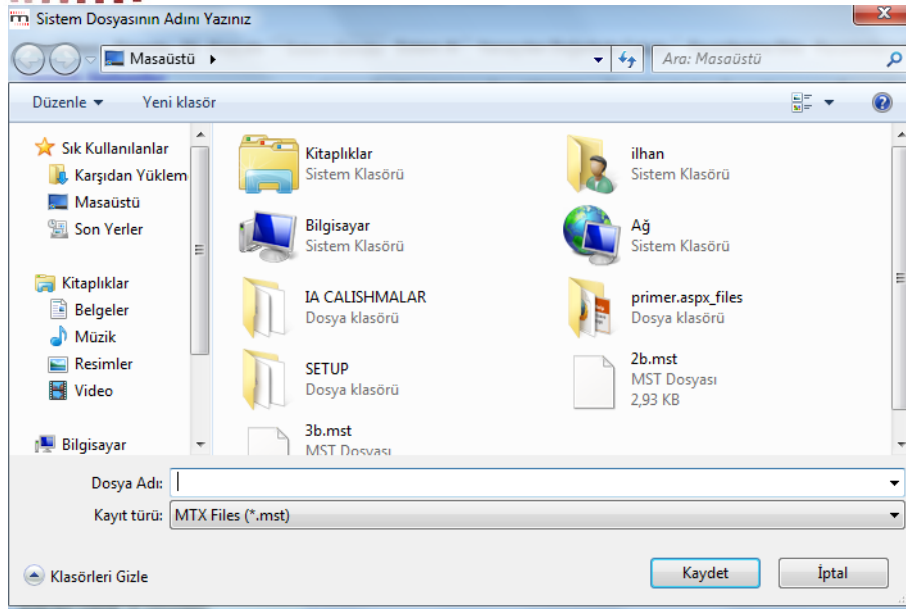 Sistem Dosyasının Adını Yazınız
Masaüstü
Ara: Masaüstü
Düzenle
Yeni klasör
Sık Kullanılanlar
Karşıdan Yüklem
Masaüstü
Son Yerler
Kitaplıklar
Belgeler
Müzik
Resimler
Video
Bilgisayar
Kitaplıklar
Sistem Klasörü
ilhan
Sistem Klasörü
Bilgisayar
Sistem Klasörü
Ağ
Sistem Klasörü
IA CALISHMALAR
Dosya klasörü
primer.aspx_files
Dosya klasörü
SETUP
Dosya klasörü
2b.mst
MST Dosyası
2,93 KB
3b.mst
MST Dosyası
Dosya Adı:
Kayıt türü: MTX Files (*.mst)
Klasörleri Gizle
Kaydet
İptal